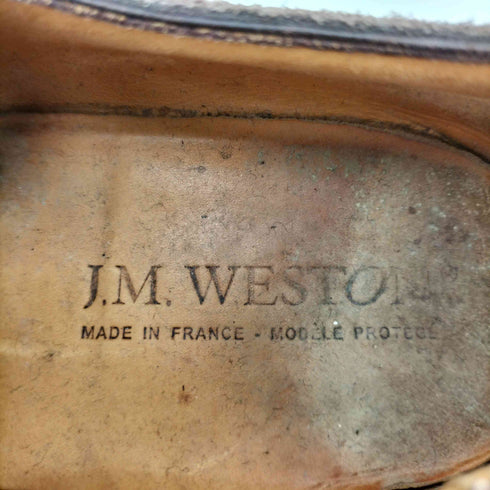 J.M. WESTON
MADE IN FRANCE - MODÈLE PROTÉGÉ